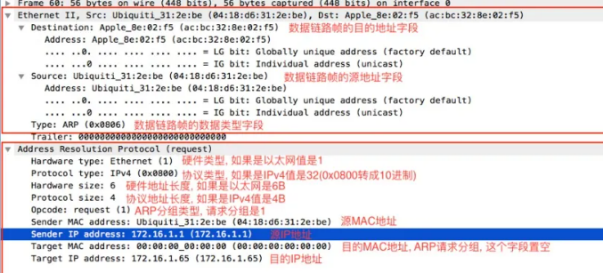 Frame 60: 56 bytes on wire (448 bits), 56 bytes captured (448 bits) on interface 0
Ethernet II, Src: Ubiquiti_31:2e:be (04:18:d6:31:2e:be), Dst: Apple_8e:02:f5 (ac:bc:32:8e:02:f5)
Destination: Apple_8e:02:f5 (ac:bc:32:8e:02:f5) 数据链路帧的目的地址字段
Address: Apple_8e:02:f5 (ac:bc:32:8e:02:f5)
.... ..0. .... .... .... .... = LG bit: Globally unique address (factory default)
.... ...0 .... .... .... .... = IG bit: Individual address (unicast)
Source: Ubiquiti_31:2e:be (04:18:d6:31:2e:be) 数据链路帧的源地址字段
Address: Ubiquiti_31:2e:be (04:18:d6:31:2e:be)
.... ..0. .... .... .... .... = LG bit: Globally unique address (factory default)
.... ...0 .... .... .... .... = IG bit: Individual address (unicast)
Type: ARP (0x0806) 数据链路帧的数据类型字段
Trailer: 000000000000000000000000000
Address Resolution Protocol (request)
Hardware type: Ethernet (1) 硬件类型, 如果是以太网值是1
Protocol type: IPv4 (0x0800) 协议类型, 如果是IPv4值是32(0x0800转成10进制)
Hardware size: 6 硬件地址长度, 如果是以太网是6B
Protocol size: 4 协议地址长度, 如果是IPv4值是4B
Opcode: request (1) ARP分组类型, 请求分组是1
Sender MAC address: Ubiquiti_31:2e:be (04:18:d6:31:2e:be) 源MAC地址
Sender IP address: 172.16.1.1 (172.16.1.1) 源IP地址
Target MAC address: 00:00:00_00:00:00 (00:00:00:00:00:00) 目的MAC地址, ARP请求分组, 这个字段置空
Target IP address: 172.16.1.65 (172.16.1.65) 目的IP地址